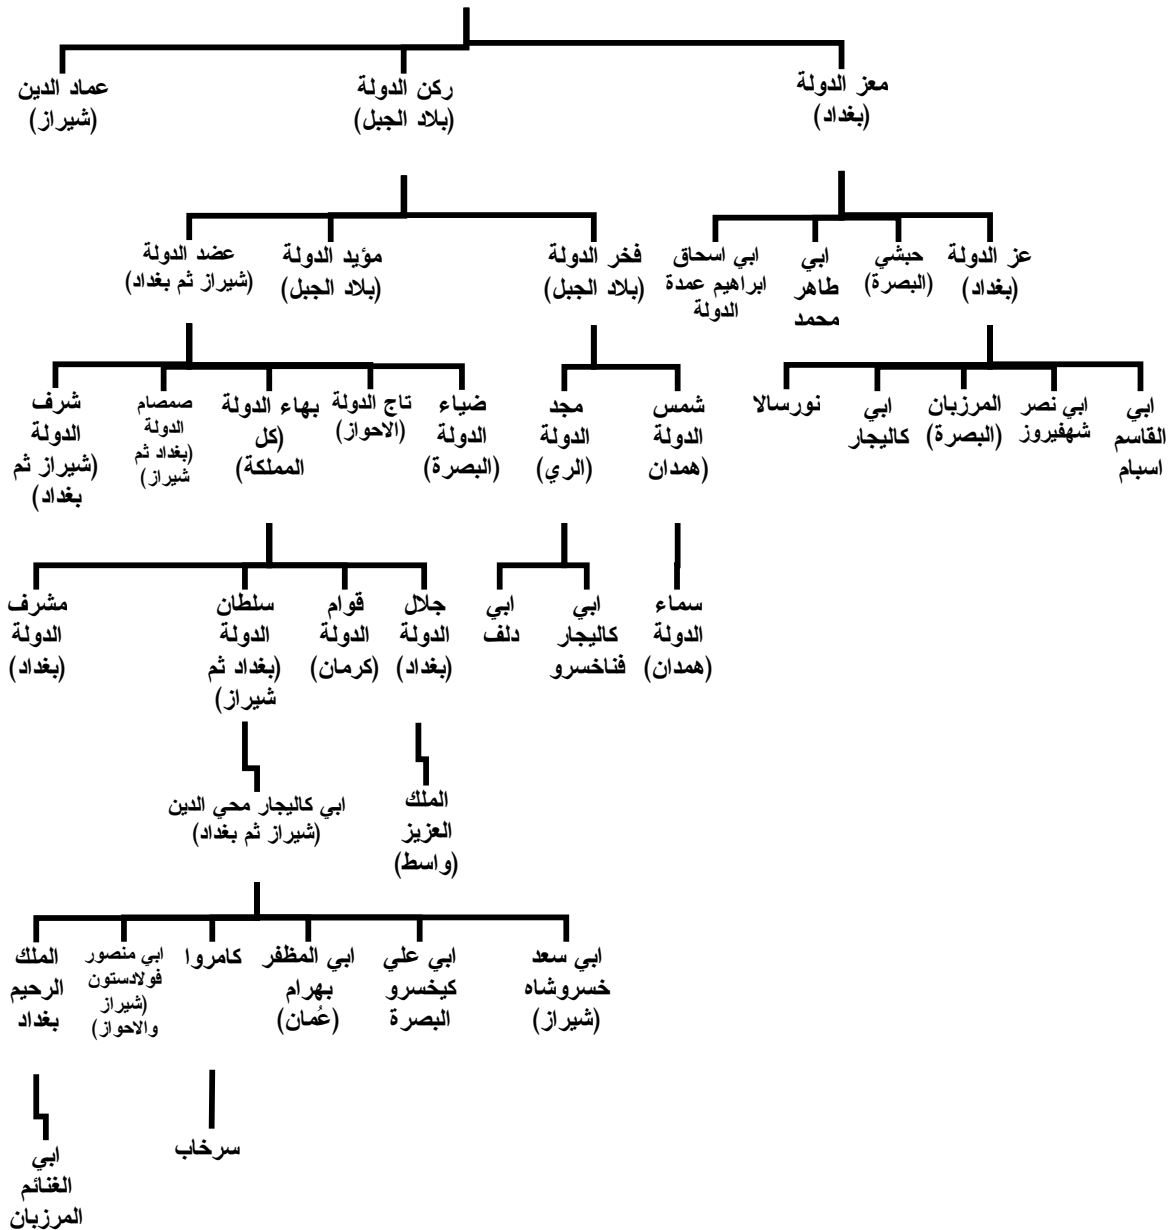 معز الدولة
(بغداد)
ركن الدولة
(بلاد الجبل)
عماد الدين
(شيراز)
عز الدولة
(بغداد)
حبشي
(البصرة)
ابي
طاهر
محمد
ابي اسحاق
ابراهيم عمدة
الدولة
فخر الدولة
(بلاد الجبل)
مؤيد الدولة
(بلاد الجبل)
عضد الدولة
(شيراز ثم بغداد)
ابي
القاسم
اسبام
ابي نصر
شهفيروز
المرزبان
(البصرة)
ابي
كاليجار
نورسالا
شمس
الدولة
(همدان
مجد
الدولة
(الري)
ضياء
الدولة
(البصرة)
تاج الدولة
(الاحواز)
بهاء الدولة
(كل
المملكة)
صمصام
الدولة
(بغداد ثم
شيراز)
شرف
الدولة
(شيراز ثم
بغداد)
سماء
الدولة
(همدان)
ابي
كاليجار
فناخسرو
ابي
دلف
جلال
الدولة
(بغداد)
قوام
الدولة
(كرمان)
سلطان
الدولة
(بغداد ثم
شيراز)
مشرف
الدولة
(بغداد)
الملك
العزيز
(واسط)
ابي كاليجار محي الدين
(شيراز ثم بغداد)
ابي سعد
خسروشاه
(شيراز)
ابي علي
كيخسرو
البصرة
ابي المظفر
بهرام
(عُمان)
كامروا
ابي منصور
فولادستون
(شيراز
والاحواز)
الملك
الرحيم
بغداد
سرخاب
ابي
الغنائم
المرزبان